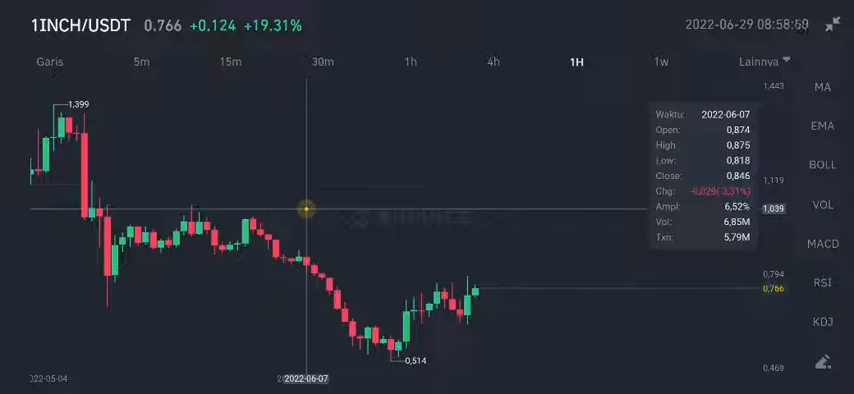 1INCH/USDT 0.766 +0.124 +19.31% 2022-06-29 08:58:50
Garis 5m 15m 30m 1h 4h 1H 1w Lainnya
1,443
1,399
1,119
1,039
0,794
0,766
0,514
0,469
Waktu: 2022-06-07
Open: 0,874
High 0,875
Low: 0,818
Close: 0,846
Chg: -0,029(-3,31%)
Ampl: 6,52%
Vol: 6,85M
Txn: 5,79M
BINANCE
MA
EMA
BOLL
VOL
MACD
RSI
KDJ
2022-05-04 2022-06-07